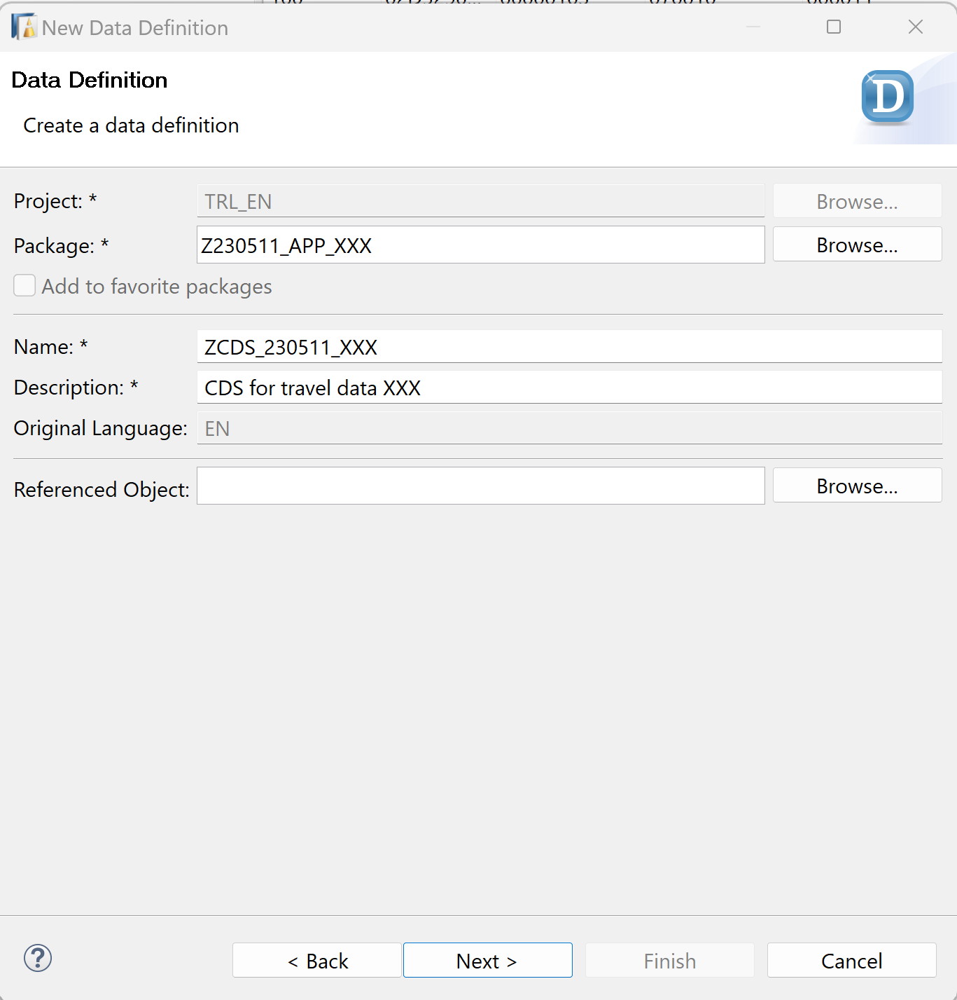 New Data Definition
Data Definition
D
Create a data definition
Project: * TRL_EN Browse...
Package: * Z230511_APP_XXX Browse...
Add to favorite packages
Name: * ZCDS_230511_XXX
Description: * CDS for travel data XXX
Original Language: EN
Referenced Object: Browse...
? < Back Next > Finish Cancel